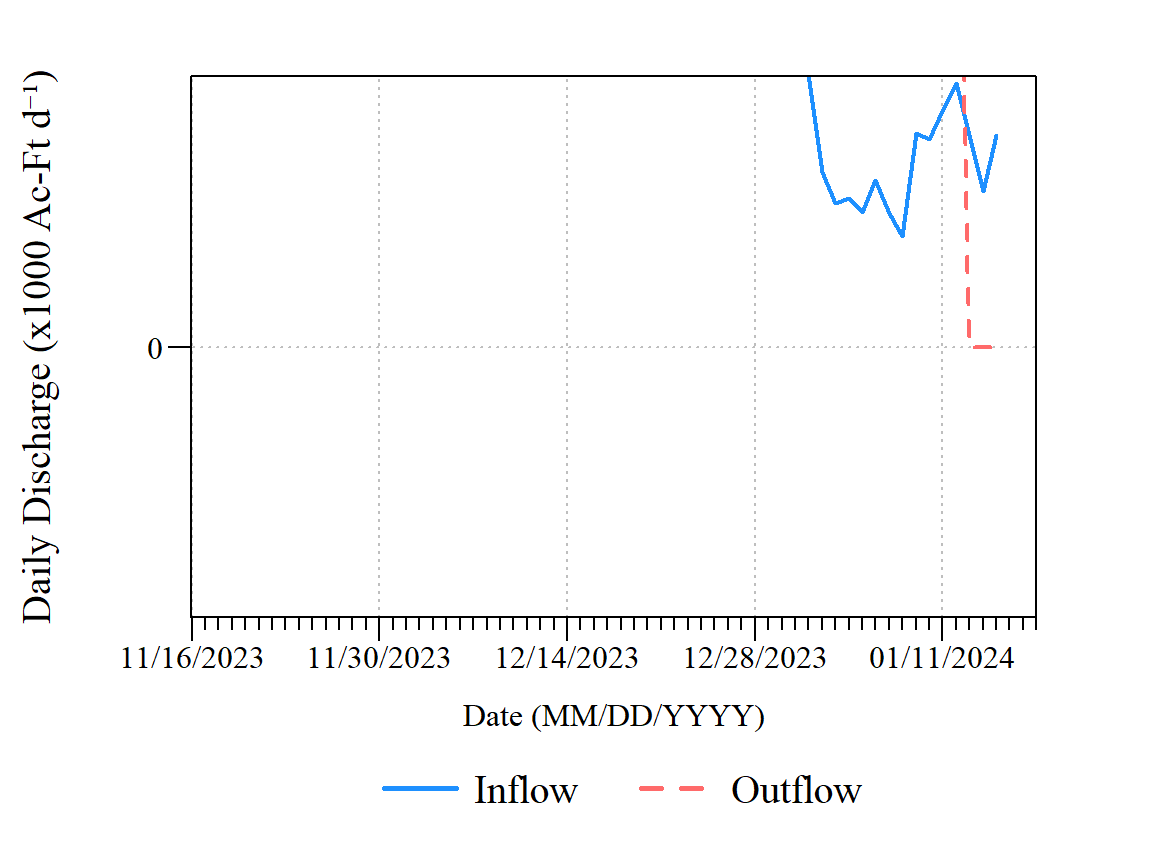 Daily Discharge (x1000 Ac-Ft d⁻¹)
0
11/16/2023 11/30/2023 12/14/2023 12/28/2023 01/11/2024
Date (MM/DD/YYYY)
Inflow Outflow